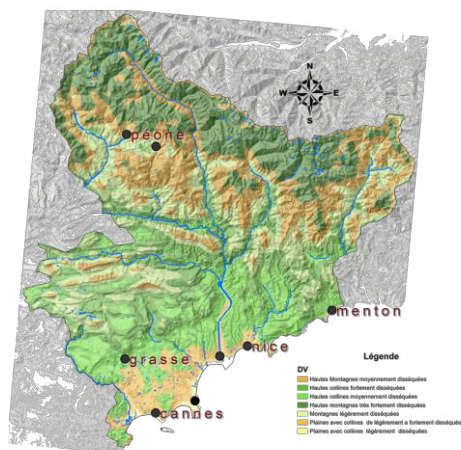 N
W E
S
péone
menton
nice
grasse
cannes
Légende
DV
Hautes Montagnes moyennement disséquées
Hautes collines fortement disséquées
Hautes collines moyennement disséquées
Hautes montagnes très fortement disséquées
Montagnes légèrement disséquées
Plaines avec collines de légèrement a fortement disséquées
Plaines avec collines légèrement disséquées